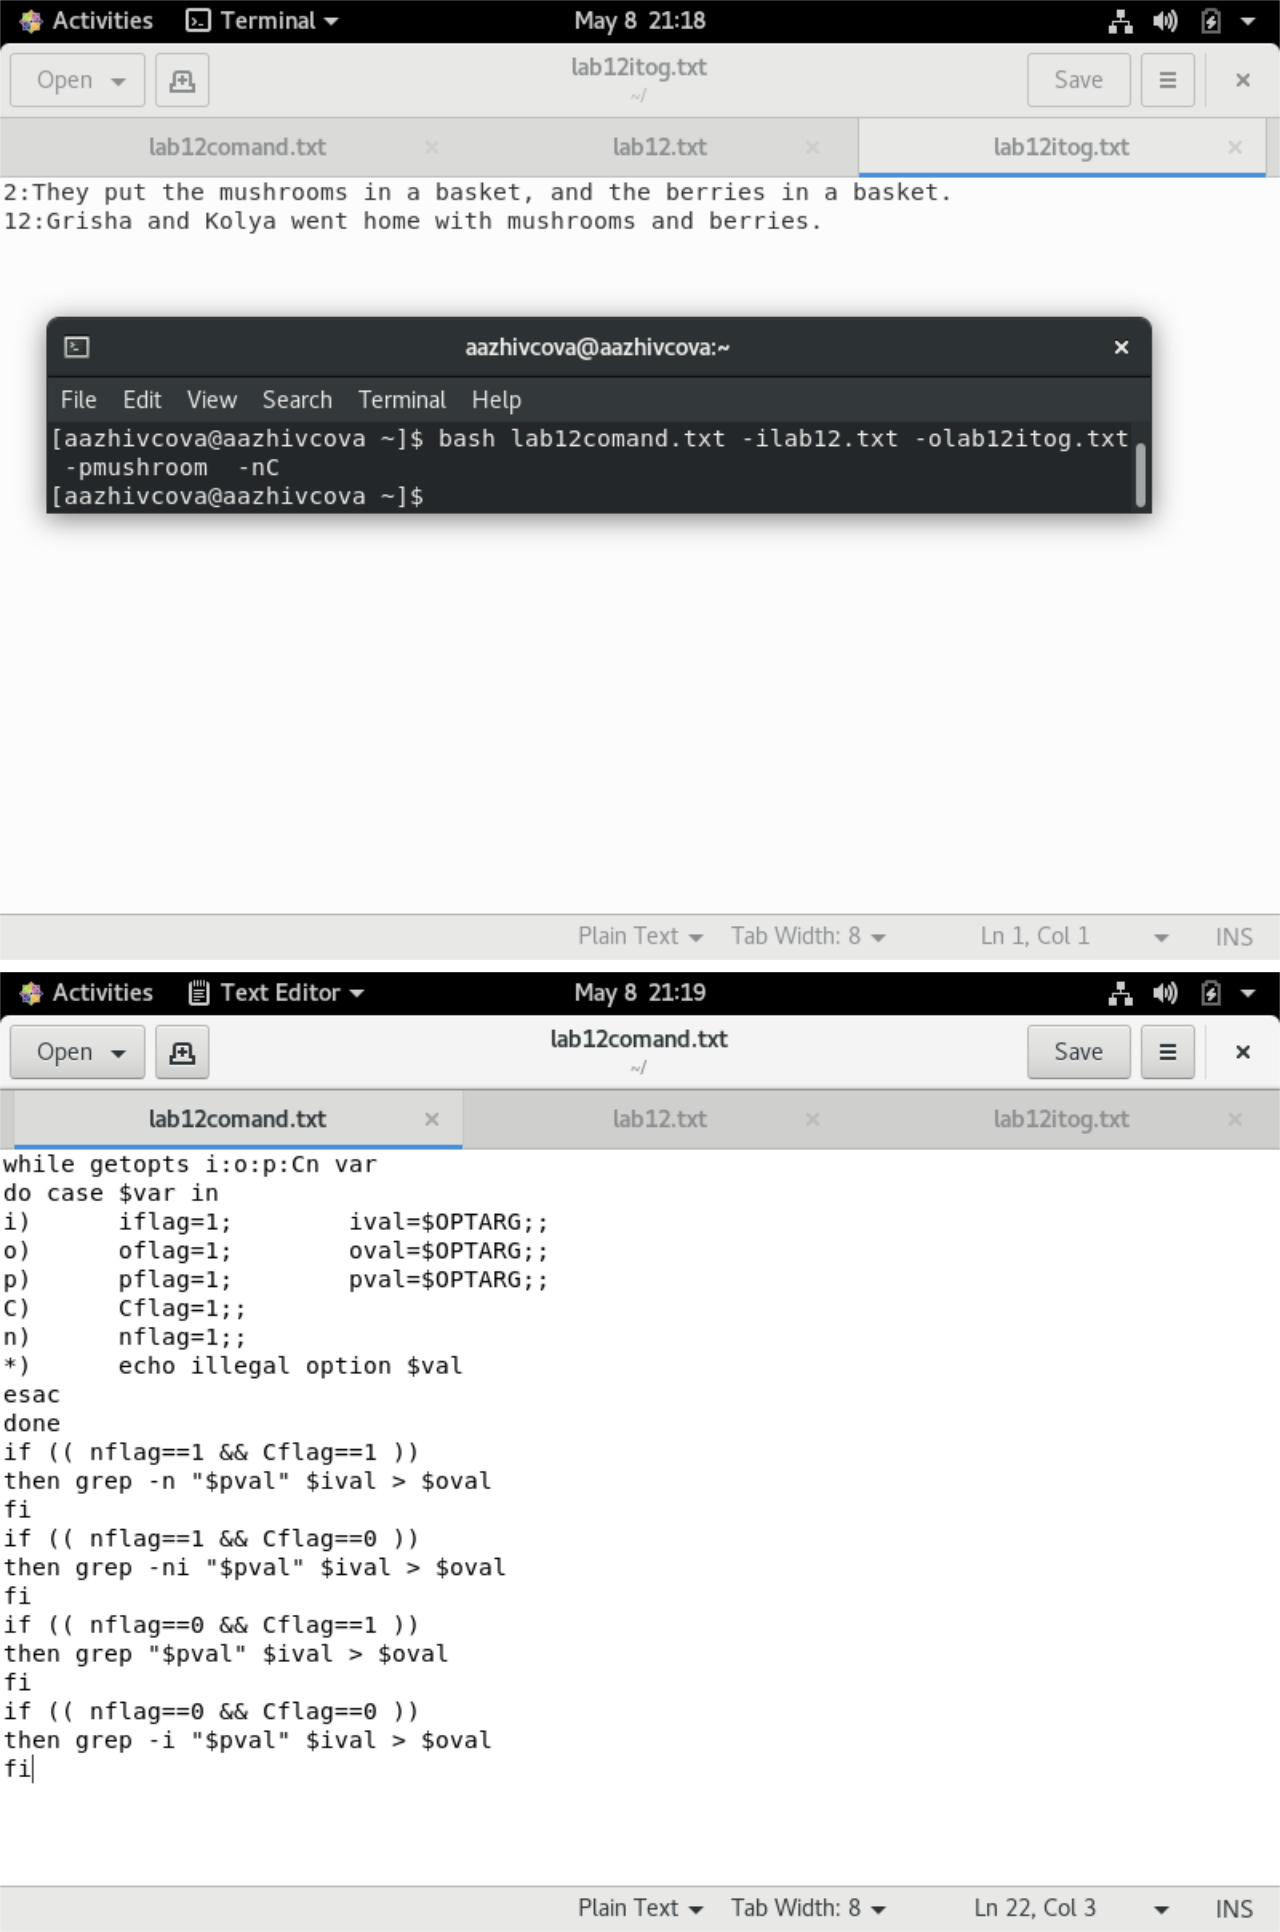 Activities Terminal May 8 21:18
Open lab12itog.txt Save
~/
lab12comand.txt lab12.txt lab12itog.txt
2:They put the mushrooms in a basket, and the berries in a basket.
12:Grisha and Kolya went home with mushrooms and berries.
aazhivcova@aazhivcova:~
File Edit View Search Terminal Help
[aazhivcova@aazhivcova ~]$ bash lab12comand.txt -ilab12.txt -olab12itog.txt
-pmushroom  -nC
[aazhivcova@aazhivcova ~]$
Plain Text Tab Width: 8 Ln 1, Col 1 INS
Activities Text Editor May 8 21:19
Open lab12comand.txt Save
~/
lab12comand.txt lab12.txt lab12itog.txt
while getopts i:o:p:Cn var
do case $var in
i)      iflag=1;        ival=$OPTARG;;
o)      oflag=1;        oval=$OPTARG;;
p)      pflag=1;        pval=$OPTARG;;
C)      Cflag=1;;
n)      nflag=1;;
*)      echo illegal option $val
esac
done
if (( nflag==1 && Cflag==1 ))
then grep -n "$pval" $ival > $oval
fi
if (( nflag==1 && Cflag==0 ))
then grep -ni "$pval" $ival > $oval
fi
if (( nflag==0 && Cflag==1 ))
then grep "$pval" $ival > $oval
fi
if (( nflag==0 && Cflag==0 ))
then grep -i "$pval" $ival > $oval
fi
Plain Text Tab Width: 8 Ln 22, Col 3 INS